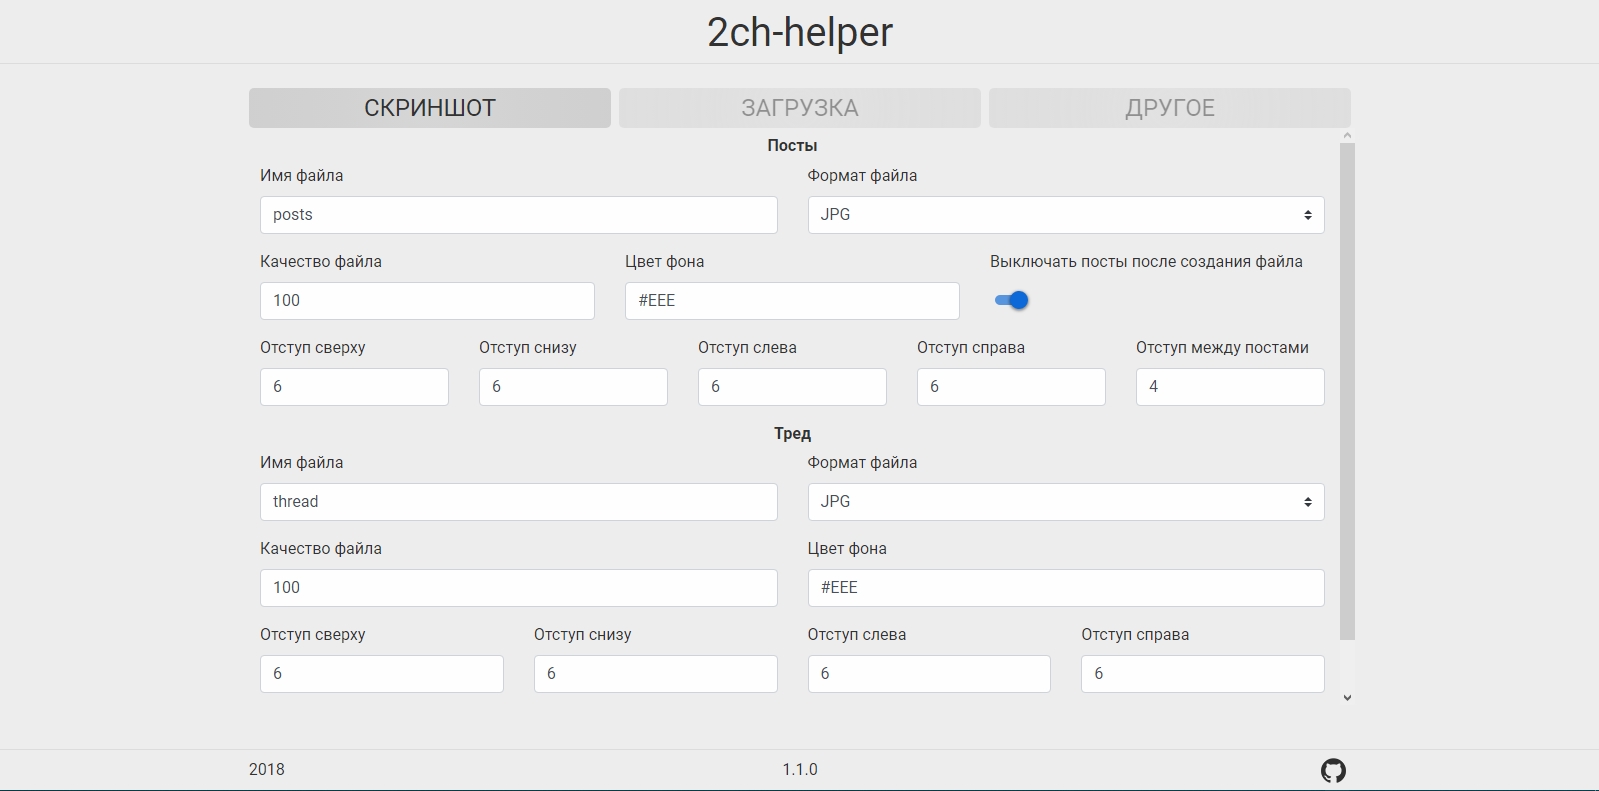 2ch-helper
СКРИНШОТ ЗАГРУЗКА ДРУГОЕ
Посты
Имя файла Формат файла
posts JPG
Качество файла Цвет фона Выключать посты после создания файла
100 #EEE
Отступ сверху Отступ снизу Отступ слева Отступ справа Отступ между постами
6 6 6 6 4
Тред
Имя файла Формат файла
thread JPG
Качество файла Цвет фона
100 #EEE
Отступ сверху Отступ снизу Отступ слева Отступ справа
6 6 6 6
2018 1.1.0